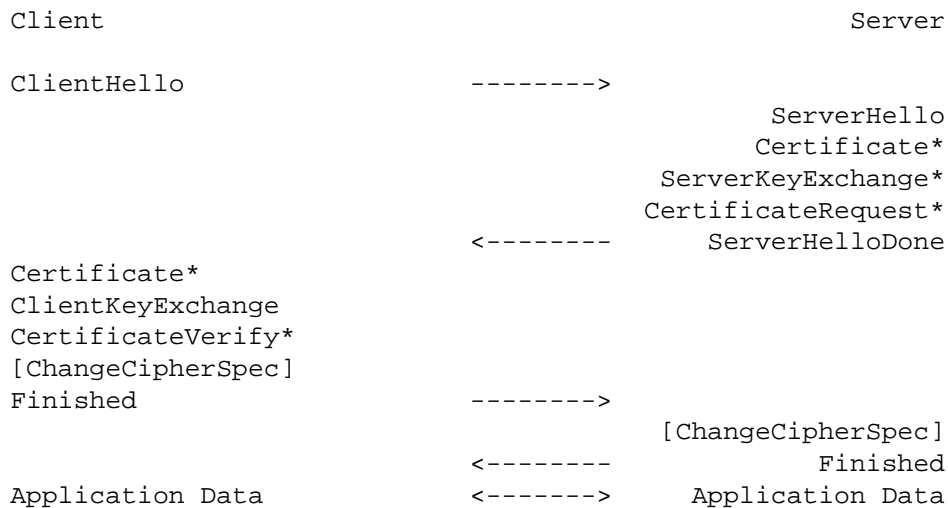 Client                                               Server

ClientHello                  -------->
                                                ServerHello
                                               Certificate*
                                         ServerKeyExchange*
                                        CertificateRequest*
                             <--------      ServerHelloDone
Certificate*
ClientKeyExchange
CertificateVerify*
[ChangeCipherSpec]
Finished                     -------->
                                         [ChangeCipherSpec]
                             <--------             Finished
Application Data             <------->     Application Data